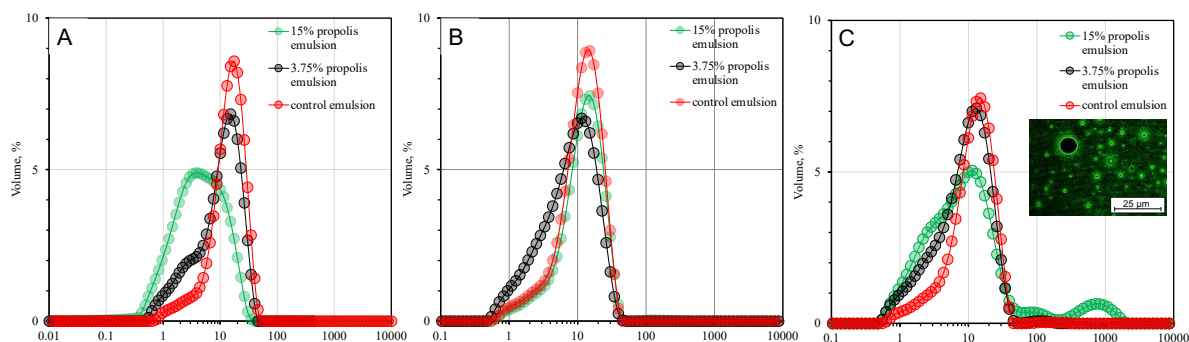 A
10
5
0
Volume, %
15% propolis
emulsion
3.75% propolis
emulsion
control emulsion
0.01 0.1 1 10 100 1000 10000
B
10
5
0
Volume, %
15% propolis
emulsion
3.75% propolis
emulsion
control emulsion
0.1 1 10 100 1000 10000
C
10
5
0
Volume, %
15% propolis
emulsion
3.75% propolis
emulsion
control emulsion
25 µm
0.1 1 10 100 1000 10000